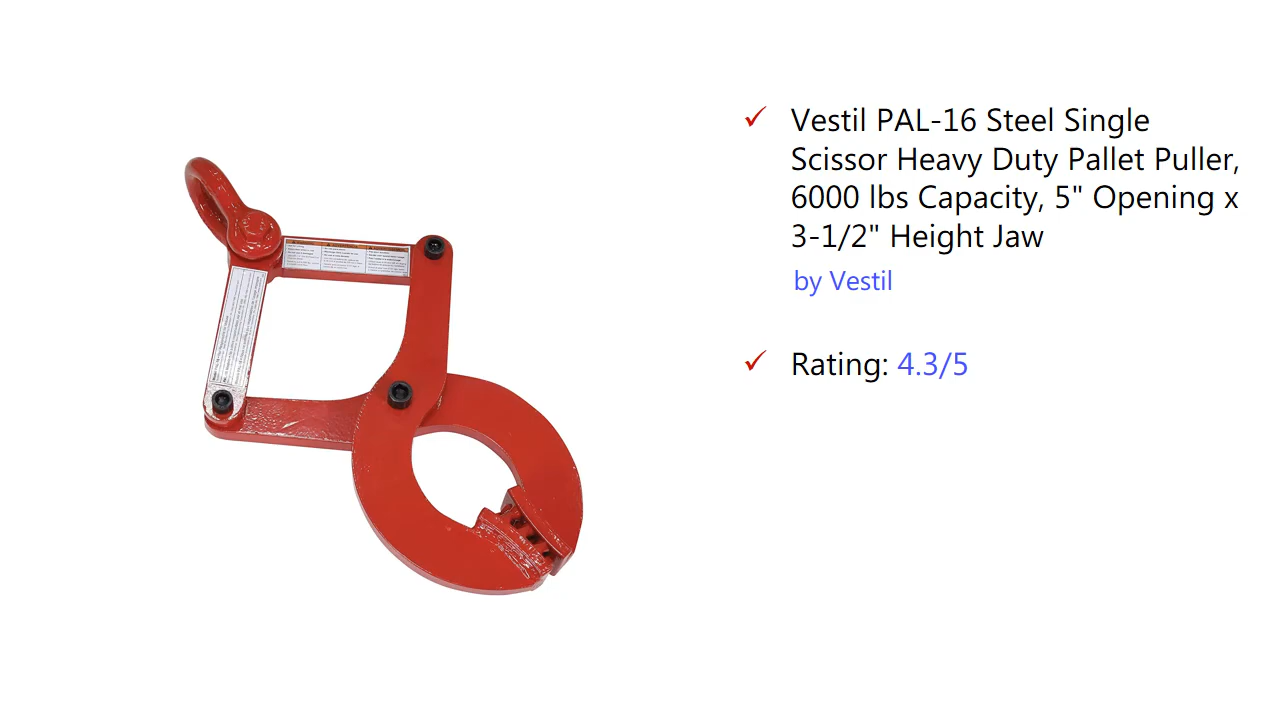 Vestil PAL-16 Steel Single
Scissor Heavy Duty Pallet Puller,
6000 lbs Capacity, 5" Opening x
3-1/2" Height Jaw
by Vestil
Rating: 4.3/5